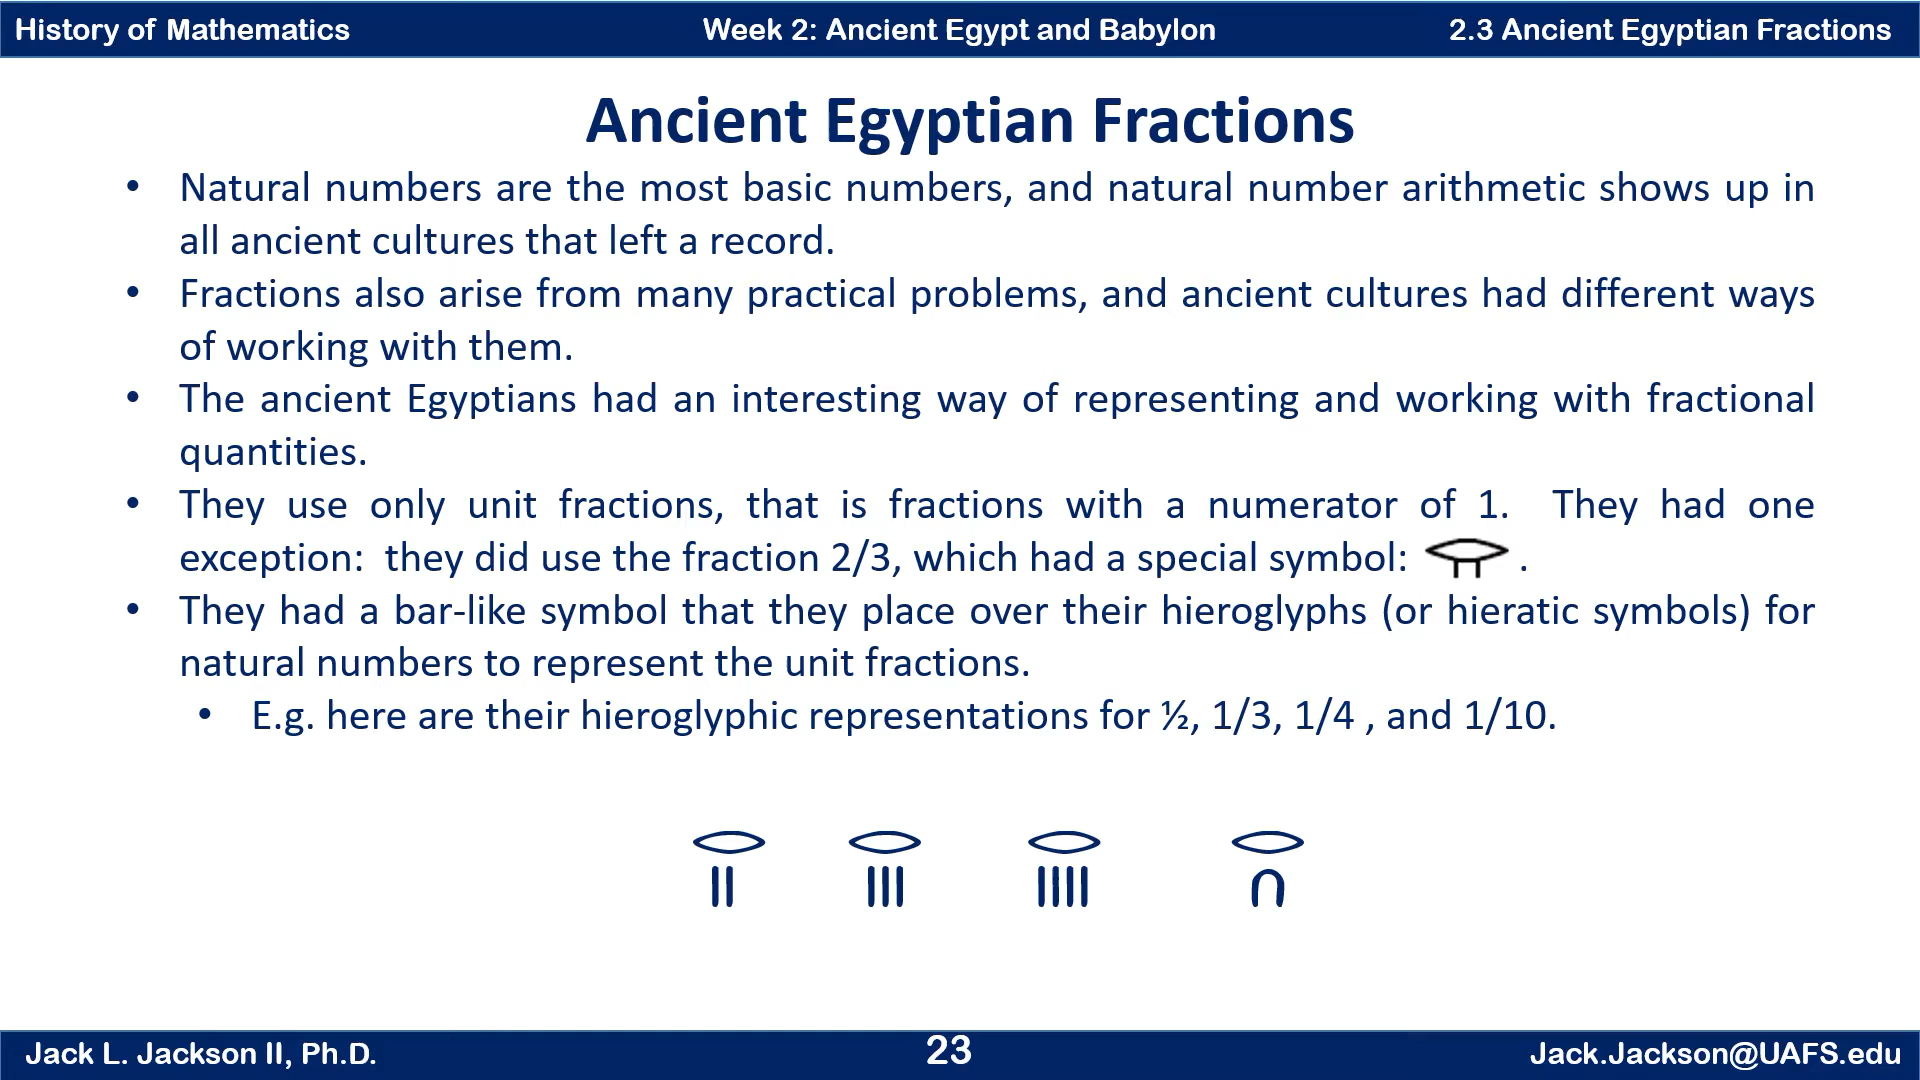 History of Mathematics Week 2: Ancient Egypt and Babylon 2.3 Ancient Egyptian Fractions
Ancient Egyptian Fractions
• Natural numbers are the most basic numbers, and natural number arithmetic shows up in
all ancient cultures that left a record.
• Fractions also arise from many practical problems, and ancient cultures had different ways
of working with them.
• The ancient Egyptians had an interesting way of representing and working with fractional
quantities.
• They use only unit fractions, that is fractions with a numerator of 1. They had one
exception: they did use the fraction 2/3, which had a special symbol: .
• They had a bar-like symbol that they place over their hieroglyphs (or hieratic symbols) for
natural numbers to represent the unit fractions.
• E.g. here are their hieroglyphic representations for ½, 1/3, 1/4 , and 1/10.
Jack L. Jackson II, Ph.D. 23 Jack.Jackson@UAFS.edu